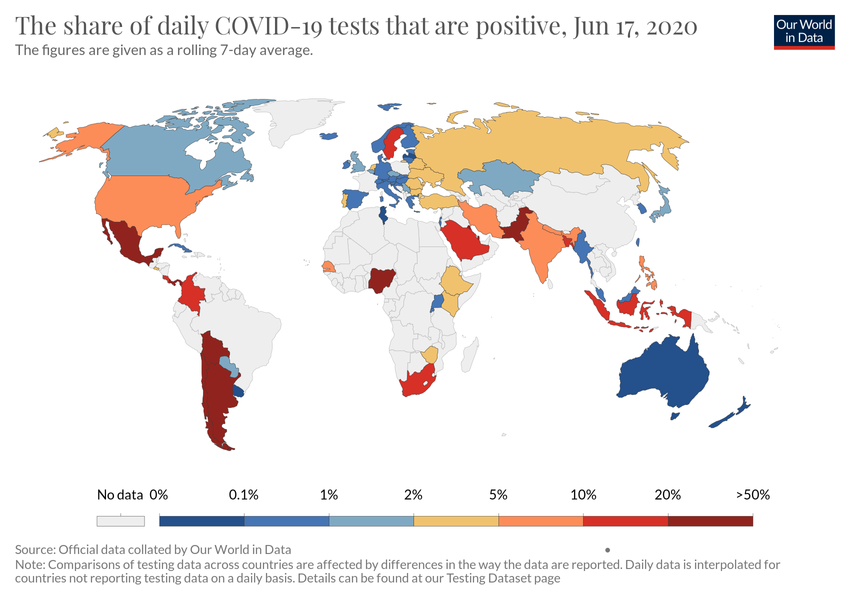 The share of daily COVID-19 tests that are positive, Jun 17, 2020
The figures are given as a rolling 7-day average.
Our World
in Data
No data 0% 0.1% 1% 2% 5% 10% 20% >50%
Source: Official data collated by Our World in Data
Note: Comparisons of testing data across countries are affected by differences in the way the data are reported. Daily data is interpolated for
countries not reporting testing data on a daily basis. Details can be found at our Testing Dataset page